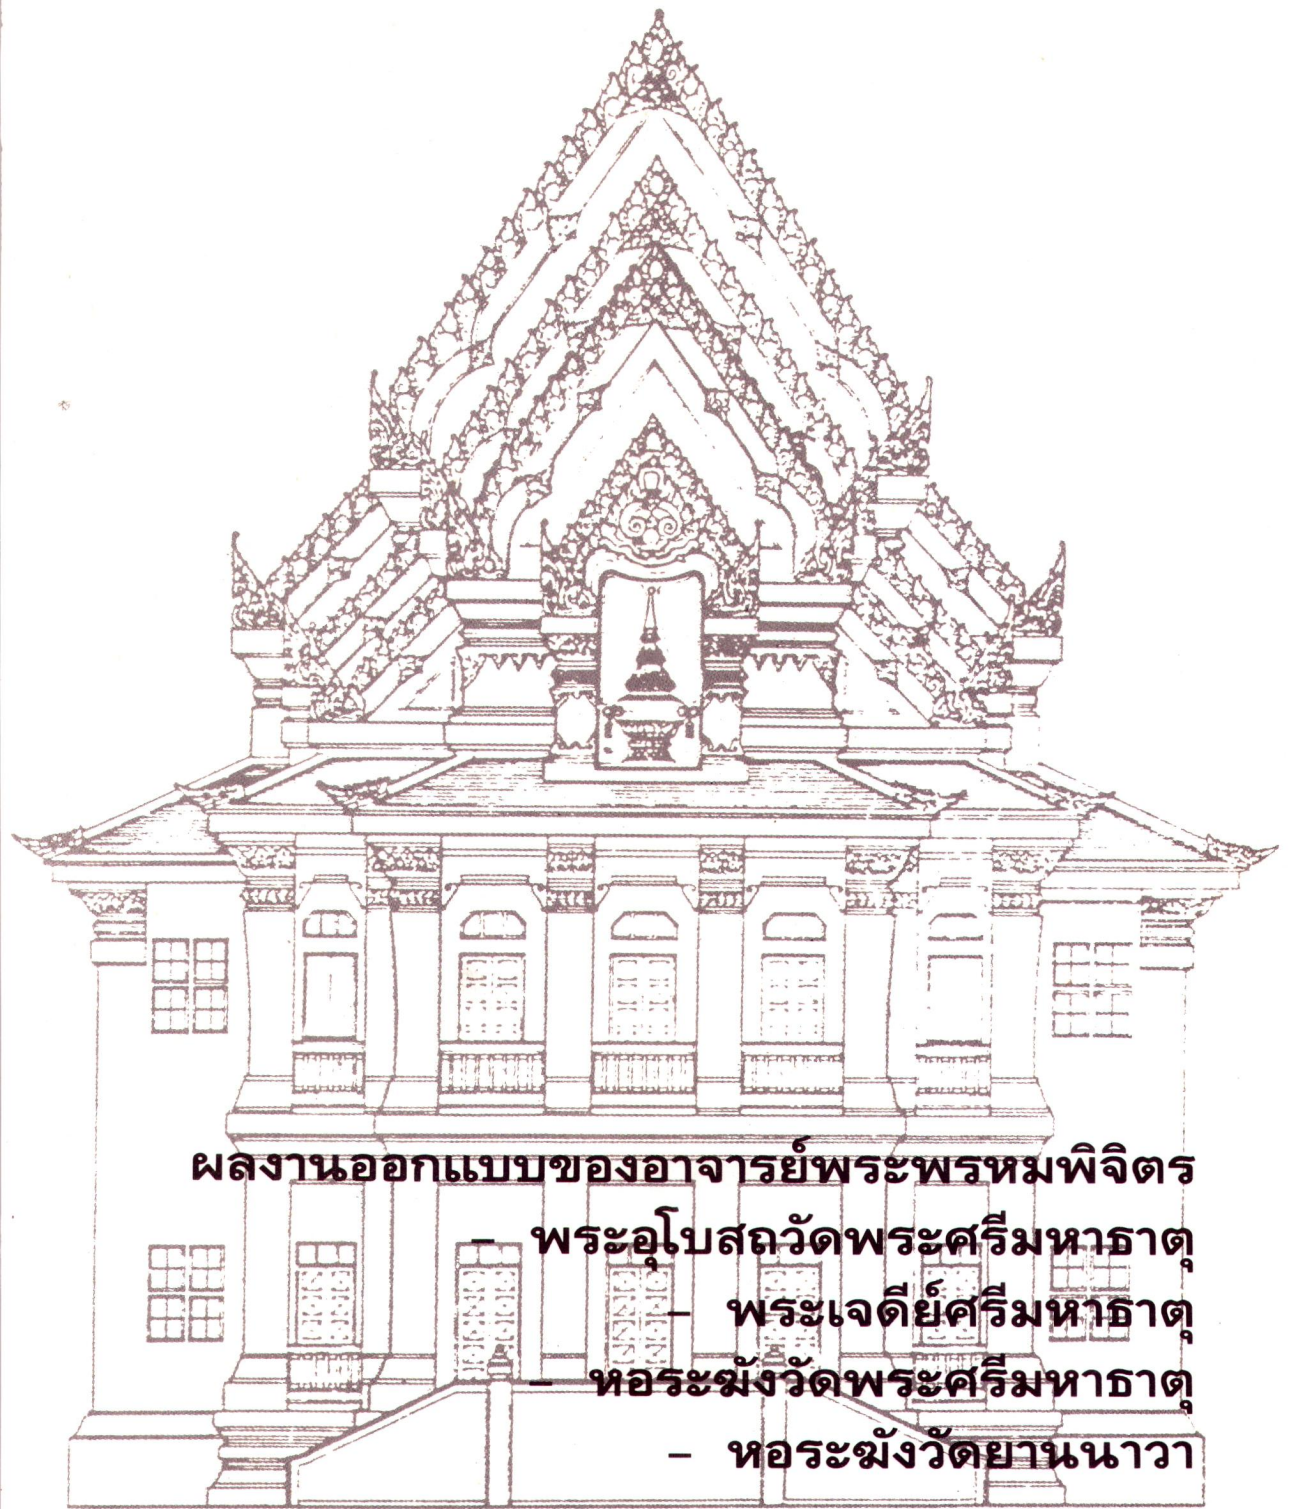 ผลงานออกแบบของอาจารย์พระพรหมพิจิตร
– พระอุโบสถวัดพระศรีมหาธาตุ
– พระเจดีย์ศรีมหาธาตุ
– หอระฆังวัดพระศรีมหาธาตุ
– หอระฆังวัดยานนาวา